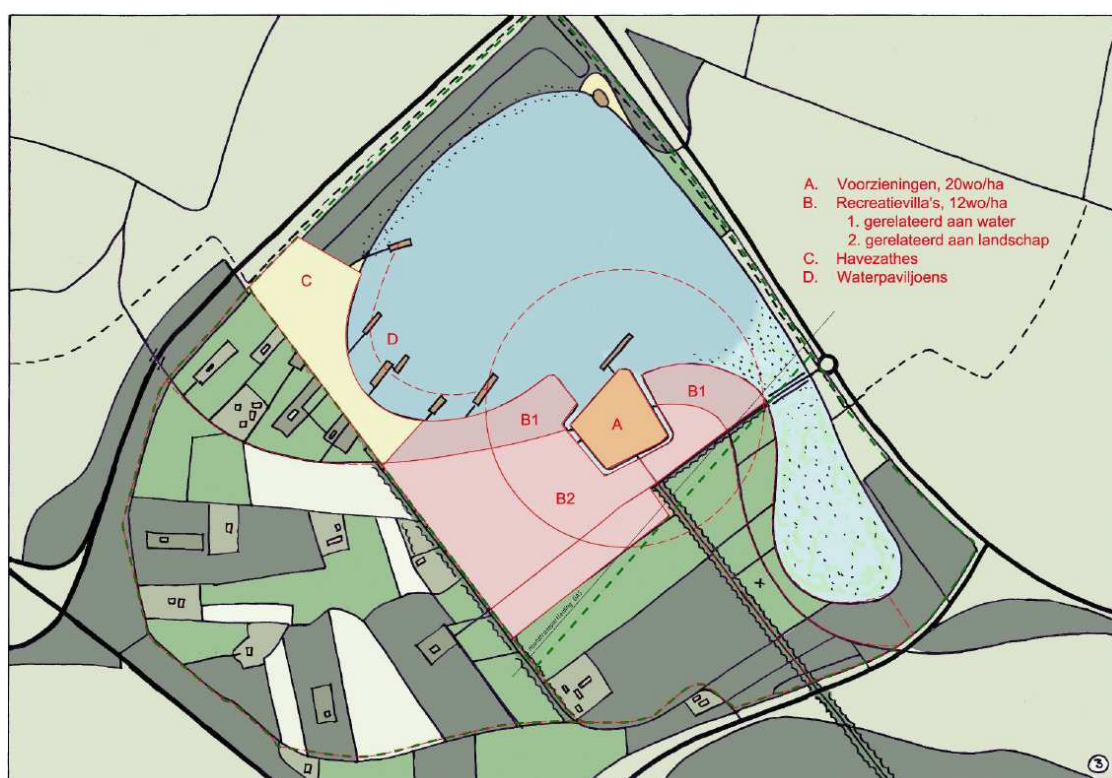 A. Voorzieningen, 20wo/ha
B. Recreatievilla's, 12wo/ha
1. gerelateerd aan water
2. gerelateerd aan landschap
C. Havezathes
D. Waterpaviljoens
C
D
B1
B1
A
B2
x
3